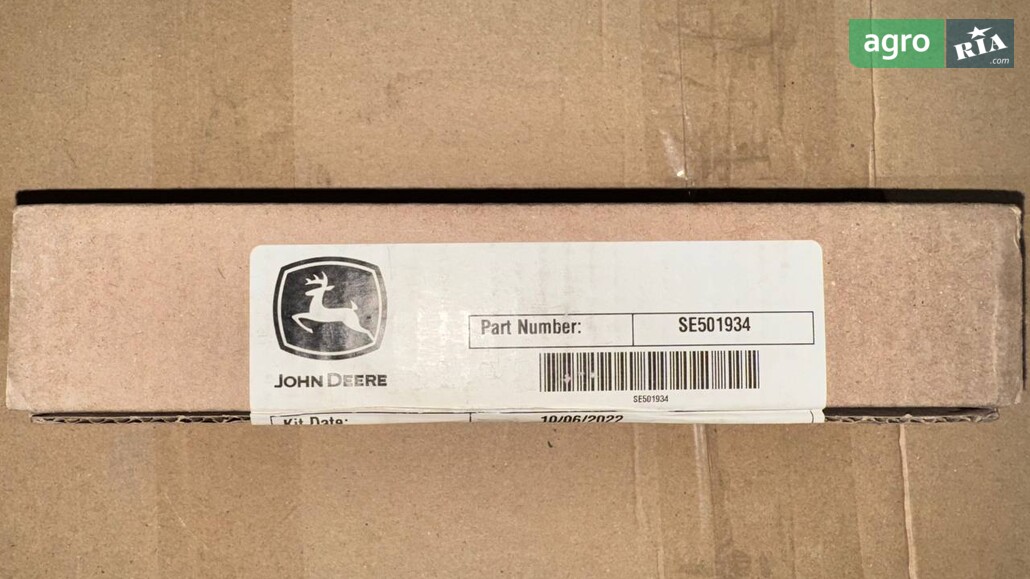 agro RIA
.com
Part Number: SE501934
SE501934
JOHN DEERE
Kit Date: 10/06/2022